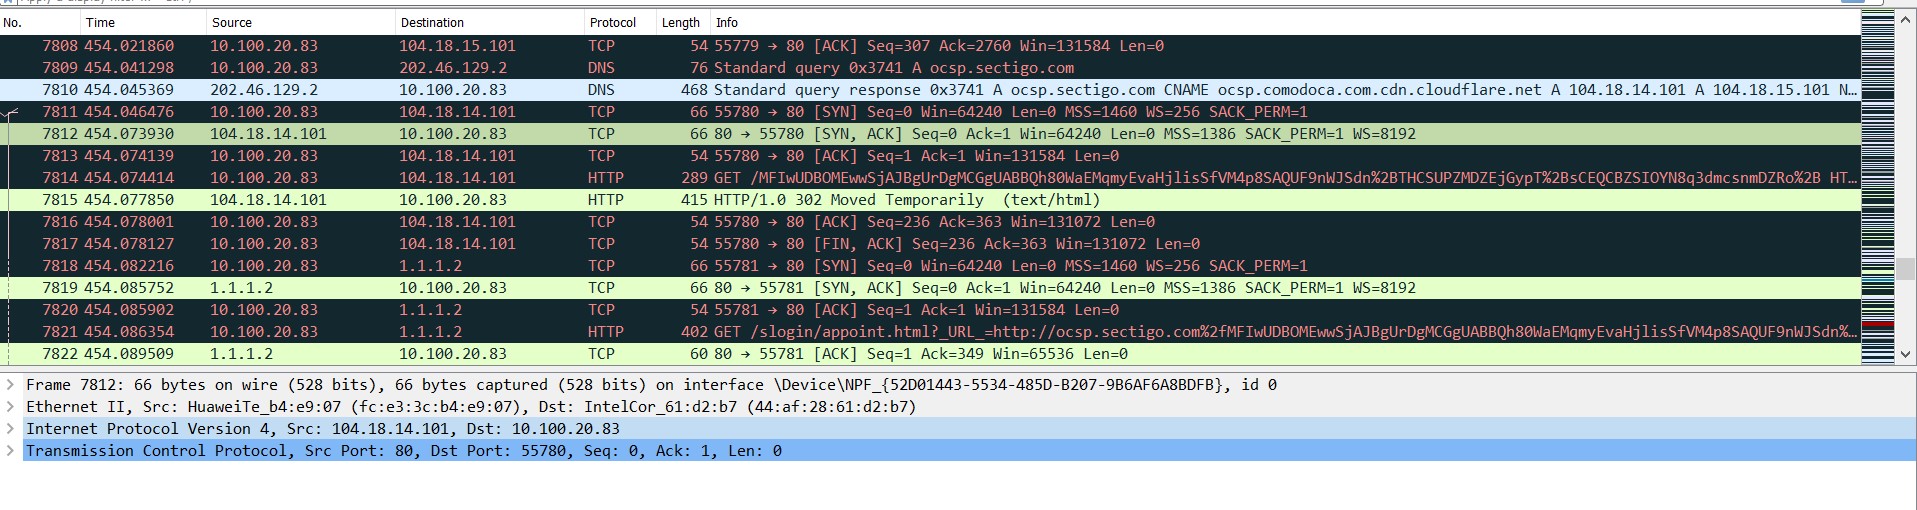 No. Time Source Destination Protocol Length Info
7808 454.021860 10.100.20.83 104.18.15.101 TCP 54 55779 → 80 [ACK] Seq=307 Ack=2760 Win=131584 Len=0
7809 454.041298 10.100.20.83 202.46.129.2 DNS 76 Standard query 0x3741 A ocsp.sectigo.com
7810 454.045369 202.46.129.2 10.100.20.83 DNS 468 Standard query response 0x3741 A ocsp.sectigo.com CNAME ocsp.comodoca.com.cdn.cloudflare.net A 104.18.14.101 A 104.18.15.101 N…
7811 454.046476 10.100.20.83 104.18.14.101 TCP 66 55780 → 80 [SYN] Seq=0 Win=64240 Len=0 MSS=1460 WS=256 SACK_PERM=1
7812 454.073930 104.18.14.101 10.100.20.83 TCP 66 80 → 55780 [SYN, ACK] Seq=0 Ack=1 Win=64240 Len=0 MSS=1386 SACK_PERM=1 WS=8192
7813 454.074139 10.100.20.83 104.18.14.101 TCP 54 55780 → 80 [ACK] Seq=1 Ack=1 Win=131584 Len=0
7814 454.074414 10.100.20.83 104.18.14.101 HTTP 289 GET /MFIwUDBOMEwwSjAJBgUrDgMCGgUABBQh80WaEMqmyEvaHjlisSfVM4p8SAQUF9nWJSdn%2BTHCSUPZMDZEjGypT%2BsCEQCBZSIOYN8q3dmcsnmDZRo%2B HT…
7815 454.077850 104.18.14.101 10.100.20.83 HTTP 415 HTTP/1.0 302 Moved Temporarily (text/html)
7816 454.078001 10.100.20.83 104.18.14.101 TCP 54 55780 → 80 [ACK] Seq=236 Ack=363 Win=131072 Len=0
7817 454.078127 10.100.20.83 104.18.14.101 TCP 54 55780 → 80 [FIN, ACK] Seq=236 Ack=363 Win=131072 Len=0
7818 454.082216 10.100.20.83 1.1.1.2 TCP 66 55781 → 80 [SYN] Seq=0 Win=64240 Len=0 MSS=1460 WS=256 SACK_PERM=1
7819 454.085752 1.1.1.2 10.100.20.83 TCP 66 80 → 55781 [SYN, ACK] Seq=0 Ack=1 Win=64240 Len=0 MSS=1386 SACK_PERM=1 WS=8192
7820 454.085902 10.100.20.83 1.1.1.2 TCP 54 55781 → 80 [ACK] Seq=1 Ack=1 Win=131584 Len=0
7821 454.086354 10.100.20.83 1.1.1.2 HTTP 402 GET /slogin/appoint.html?_URL_=http://ocsp.sectigo.com%2fMFIwUDBOMEwwSjAJBgUrDgMCGgUABBQh80WaEMqmyEvaHjlisSfVM4p8SAQUF9nWJSdn%…
7822 454.089509 1.1.1.2 10.100.20.83 TCP 60 80 → 55781 [ACK] Seq=1 Ack=349 Win=65536 Len=0
Frame 7812: 66 bytes on wire (528 bits), 66 bytes captured (528 bits) on interface \Device\NPF_{52D01443-5534-485D-B207-9B6AF6A8BDFB}, id 0
Ethernet II, Src: HuaweiTe_b4:e9:07 (fc:e3:3c:b4:e9:07), Dst: IntelCor_61:d2:b7 (44:af:28:61:d2:b7)
Internet Protocol Version 4, Src: 104.18.14.101, Dst: 10.100.20.83
Transmission Control Protocol, Src Port: 80, Dst Port: 55780, Seq: 0, Ack: 1, Len: 0